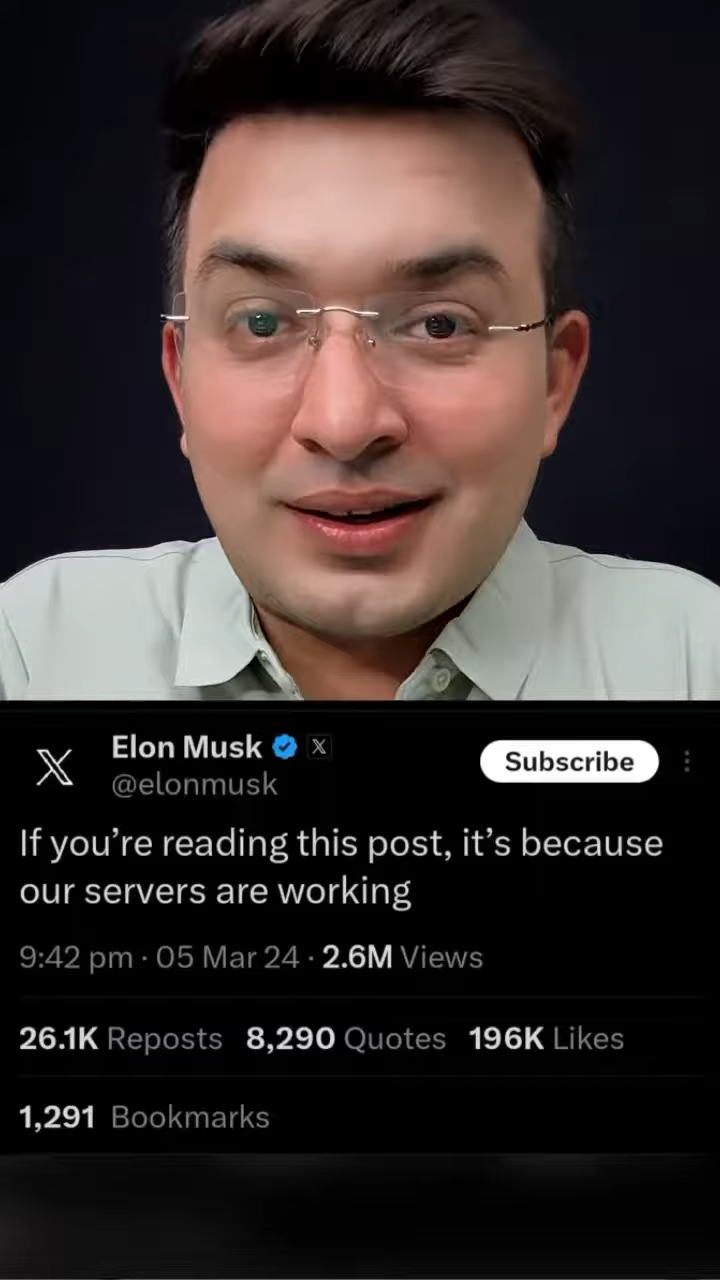 Elon Musk
@elonmusk
Subscribe
If you’re reading this post, it’s because
our servers are working
9:42 pm · 05 Mar 24 · 2.6M Views
26.1K Reposts 8,290 Quotes 196K Likes
1,291 Bookmarks